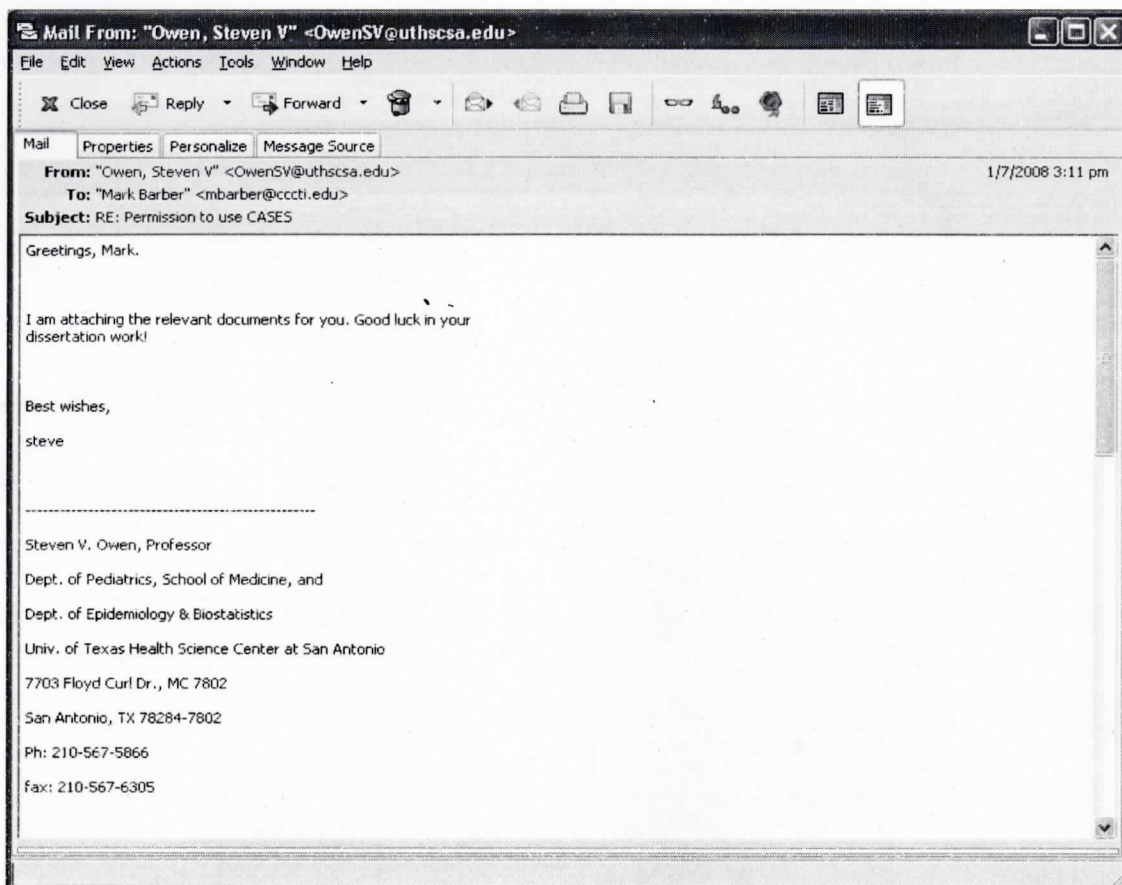 Mail From: "Owen, Steven V" <OwenSV@uthscsa.edu>
File Edit View Actions Tools Window Help
Close Reply Forward
Mail Properties Personalize Message Source
From: "Owen, Steven V" <OwenSV@uthscsa.edu> 1/7/2008 3:11 pm
To: "Mark Barber" <mbarber@cccti.edu>
Subject: RE: Permission to use CASES
Greetings, Mark.
I am attaching the relevant documents for you. Good luck in your
dissertation work!
Best wishes,
steve
--------------------------------------------------
Steven V. Owen, Professor
Dept. of Pediatrics, School of Medicine, and
Dept. of Epidemiology & Biostatistics
Univ. of Texas Health Science Center at San Antonio
7703 Floyd Curl Dr., MC 7802
San Antonio, TX 78284-7802
Ph: 210-567-5866
fax: 210-567-6305